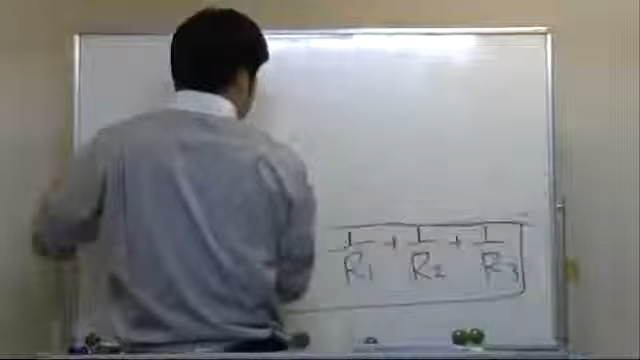 1/R₁ + 1/R₂ + 1/R₃